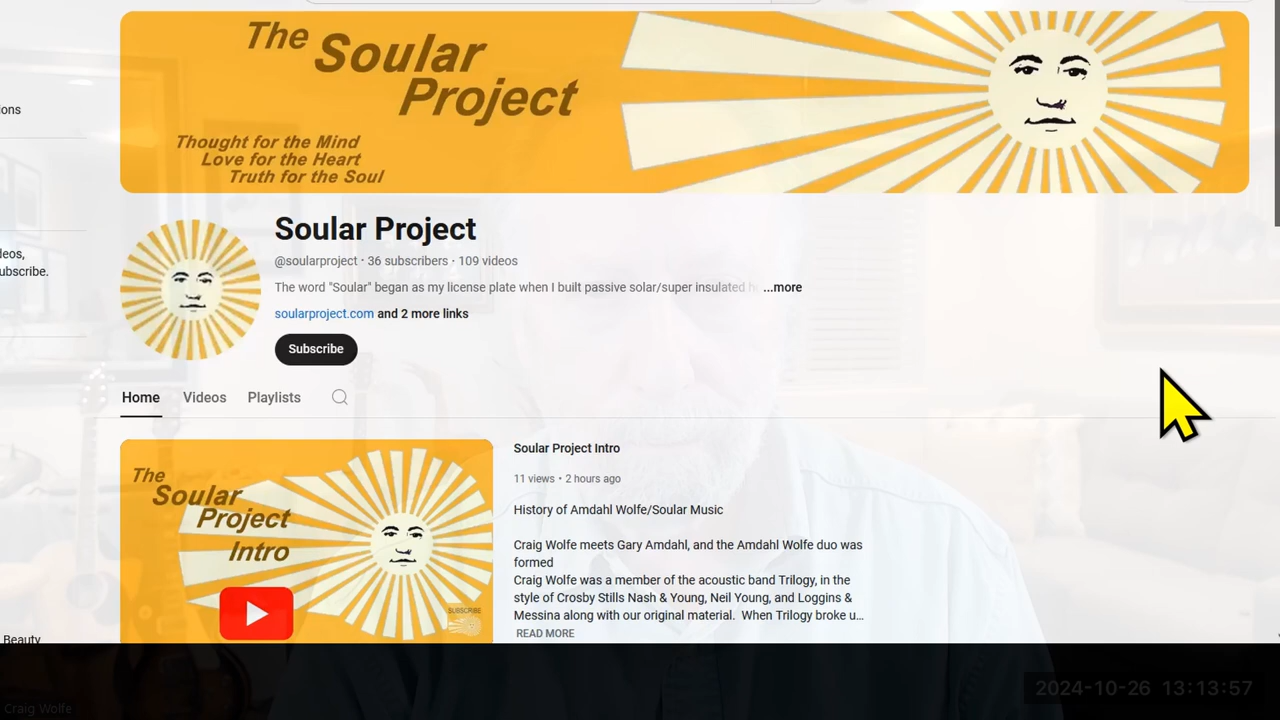 The
Soular
Project
Thought for the Mind
Love for the Heart
Truth for the Soul
ions
Soular Project
@soularproject · 36 subscribers · 109 videos
The word "Soular" began as my license plate when I built passive solar/super insulated ...more
deos,
ubscribe.
soularproject.com and 2 more links
Subscribe
Home Videos Playlists
The
Soular
Project
Intro
SUBSCRIBE
Soular Project Intro
11 views • 2 hours ago
History of Amdahl Wolfe/Soular Music
Craig Wolfe meets Gary Amdahl, and the Amdahl Wolfe duo was
formed
Craig Wolfe was a member of the acoustic band Trilogy, in the
style of Crosby Stills Nash & Young, Neil Young, and Loggins &
Messina along with our original material.  When Trilogy broke u...
READ MORE
Beauty
2024-10-26 13:13:57
Craig Wolfe